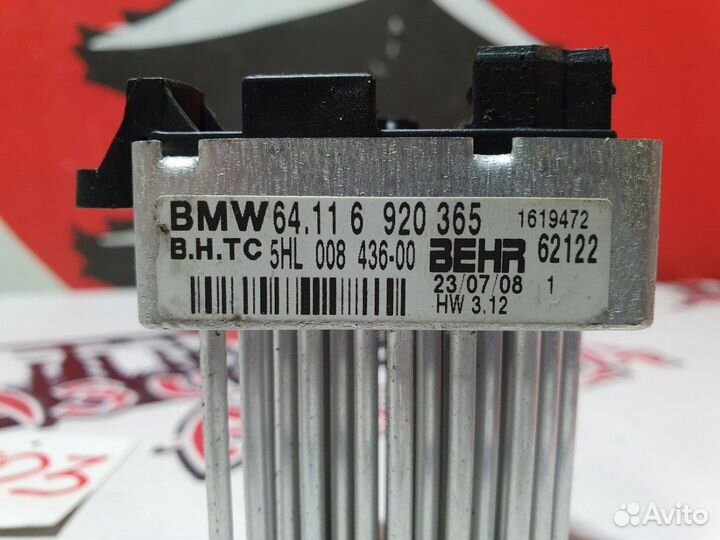 BMW 64.11 6 920 365 1619472
B.H.TC 5HL 008 436-00 BEHR 62122
23/07/08 1
HW 3.12
03
Avito